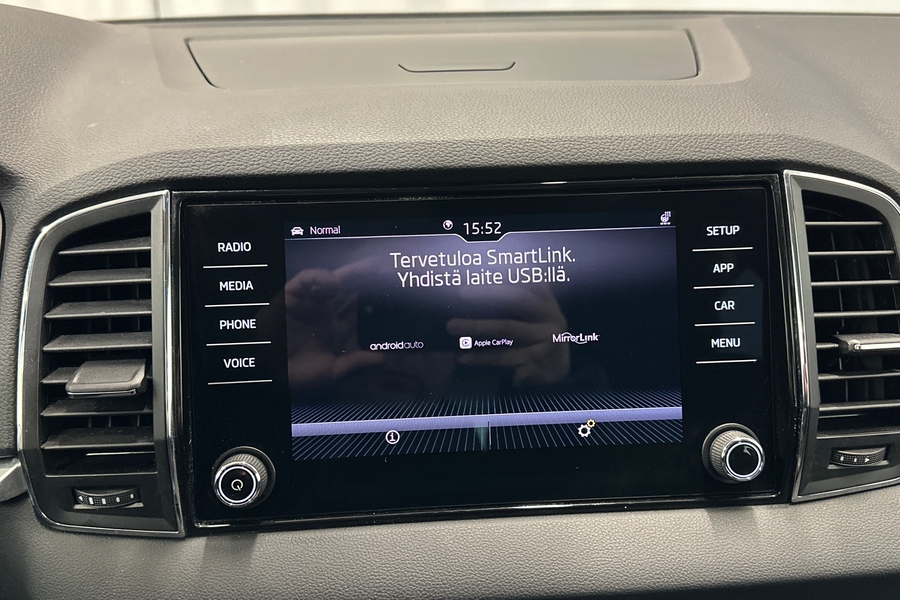 RADIO
MEDIA
PHONE
VOICE
Normal
15:52
Tervetuloa SmartLink.
Yhdistä laite USB:llä.
androidauto
Apple CarPlay
MirrorLink
SETUP
APP
CAR
MENU